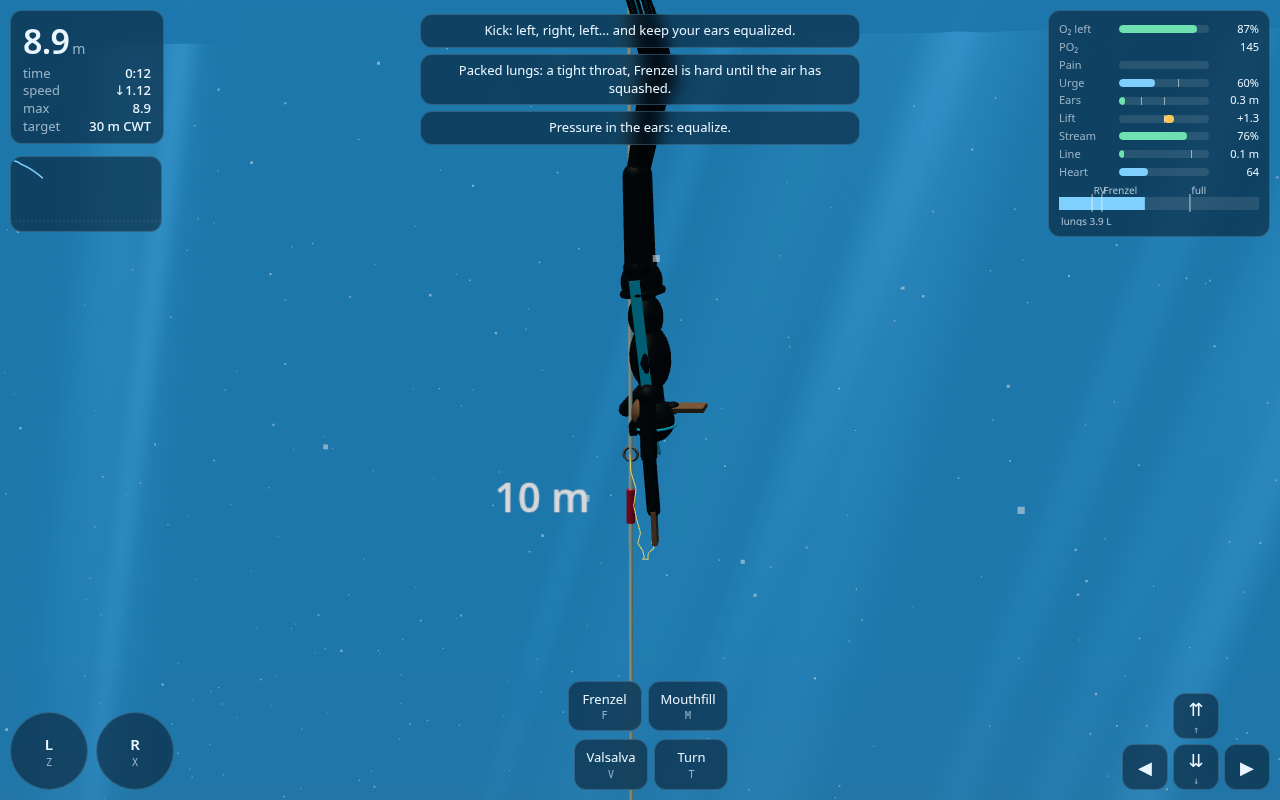 8.9 m
time 0:12
speed ↓1.12
max 8.9
target 30 m CWT
Kick: left, right, left... and keep your ears equalized.
Packed lungs: a tight throat, Frenzel is hard until the air has
squashed.
Pressure in the ears: equalize.
O₂ left 87%
PO₂ 145
Pain
Urge 60%
Ears 0.3 m
Lift +1.3
Stream 76%
Line 0.1 m
Heart 64
RV Frenzel full
lungs 3.9 L
10 m
Frenzel
F
Mouthfill
M
Valsalva
V
Turn
T
L
Z
R
X
⇈
↑
◀
⇊
↓
▶